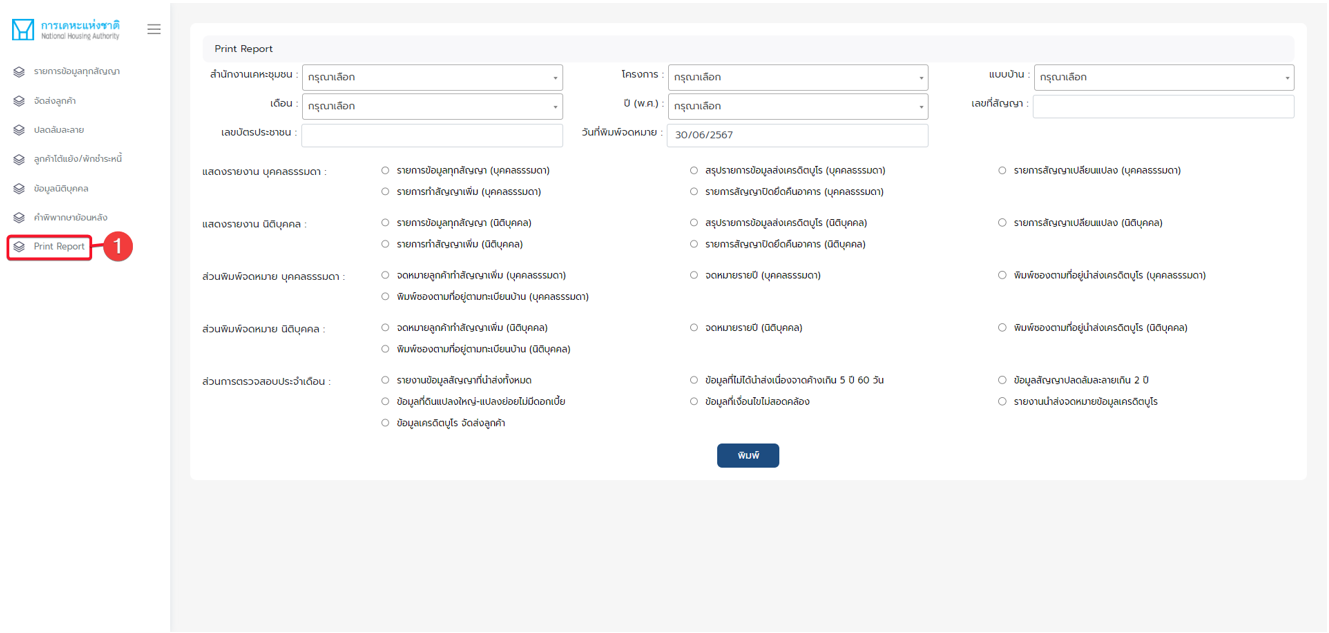 การเคหะแห่งชาติ
National Housing Authority
รายการข้อมูลทุกสัญญา
จัดส่งลูกค้า
ปลดล้มละลาย
ลูกค้าโต้แย้ง/พักชำระหนี้
ข้อมูลนิติบุคคล
คำพิพากษาย้อนหลัง
Print Report
1
Print Report
สำนักงานเคหะชุมชน : กรุณาเลือก โครงการ : กรุณาเลือก แบบบ้าน : กรุณาเลือก
เดือน : กรุณาเลือก ปี (พ.ศ.) : กรุณาเลือก เลขที่สัญญา :
เลขบัตรประชาชน : วันที่พิมพ์จดหมาย : 30/06/2567
แสดงรายงาน บุคคลธรรมดา : รายการข้อมูลทุกสัญญา (บุคคลธรรมดา) สรุปรายการข้อมูลส่งเครดิตบูโร (บุคคลธรรมดา) รายการสัญญาเปลี่ยนแปลง (บุคคลธรรมดา)
รายการทำสัญญาเพิ่ม (บุคคลธรรมดา) รายการสัญญาปิดยึดคืนอาคาร (บุคคลธรรมดา)
แสดงรายงาน นิติบุคคล : รายการข้อมูลทุกสัญญา (นิติบุคคล) สรุปรายการข้อมูลส่งเครดิตบูโร (นิติบุคคล) รายการสัญญาเปลี่ยนแปลง (นิติบุคคล)
รายการทำสัญญาเพิ่ม (นิติบุคคล) รายการสัญญาปิดยึดคืนอาคาร (นิติบุคคล)
ส่วนพิมพ์จดหมาย บุคคลธรรมดา : จดหมายลูกค้าทำสัญญาเพิ่ม (บุคคลธรรมดา) จดหมายรายปี (บุคคลธรรมดา) พิมพ์ซองตามที่อยู่นำส่งเครดิตบูโร (บุคคลธรรมดา)
พิมพ์ซองตามที่อยู่ตามทะเบียนบ้าน (บุคคลธรรมดา)
ส่วนพิมพ์จดหมาย นิติบุคคล : จดหมายลูกค้าทำสัญญาเพิ่ม (นิติบุคคล) จดหมายรายปี (นิติบุคคล) พิมพ์ซองตามที่อยู่นำส่งเครดิตบูโร (นิติบุคคล)
พิมพ์ซองตามที่อยู่ตามทะเบียนบ้าน (นิติบุคคล)
ส่วนการตรวจสอบประจำเดือน : รายงานข้อมูลสัญญาที่นำส่งทั้งหมด ข้อมูลที่ไม่ได้นำส่งเนื่องจาดค้างเกิน 5 ปี 60 วัน ข้อมูลสัญญาปลดล้มละลายเกิน 2 ปี
ข้อมูลที่ดินแปลงใหญ่-แปลงย่อยไม่มีดอกเบี้ย ข้อมูลที่เงื่อนไขไม่สอดคล้อง รายงานนำส่งจดหมายข้อมูลเครดิตบูโร
ข้อมูลเครดิตบูโร จัดส่งลูกค้า
พิมพ์